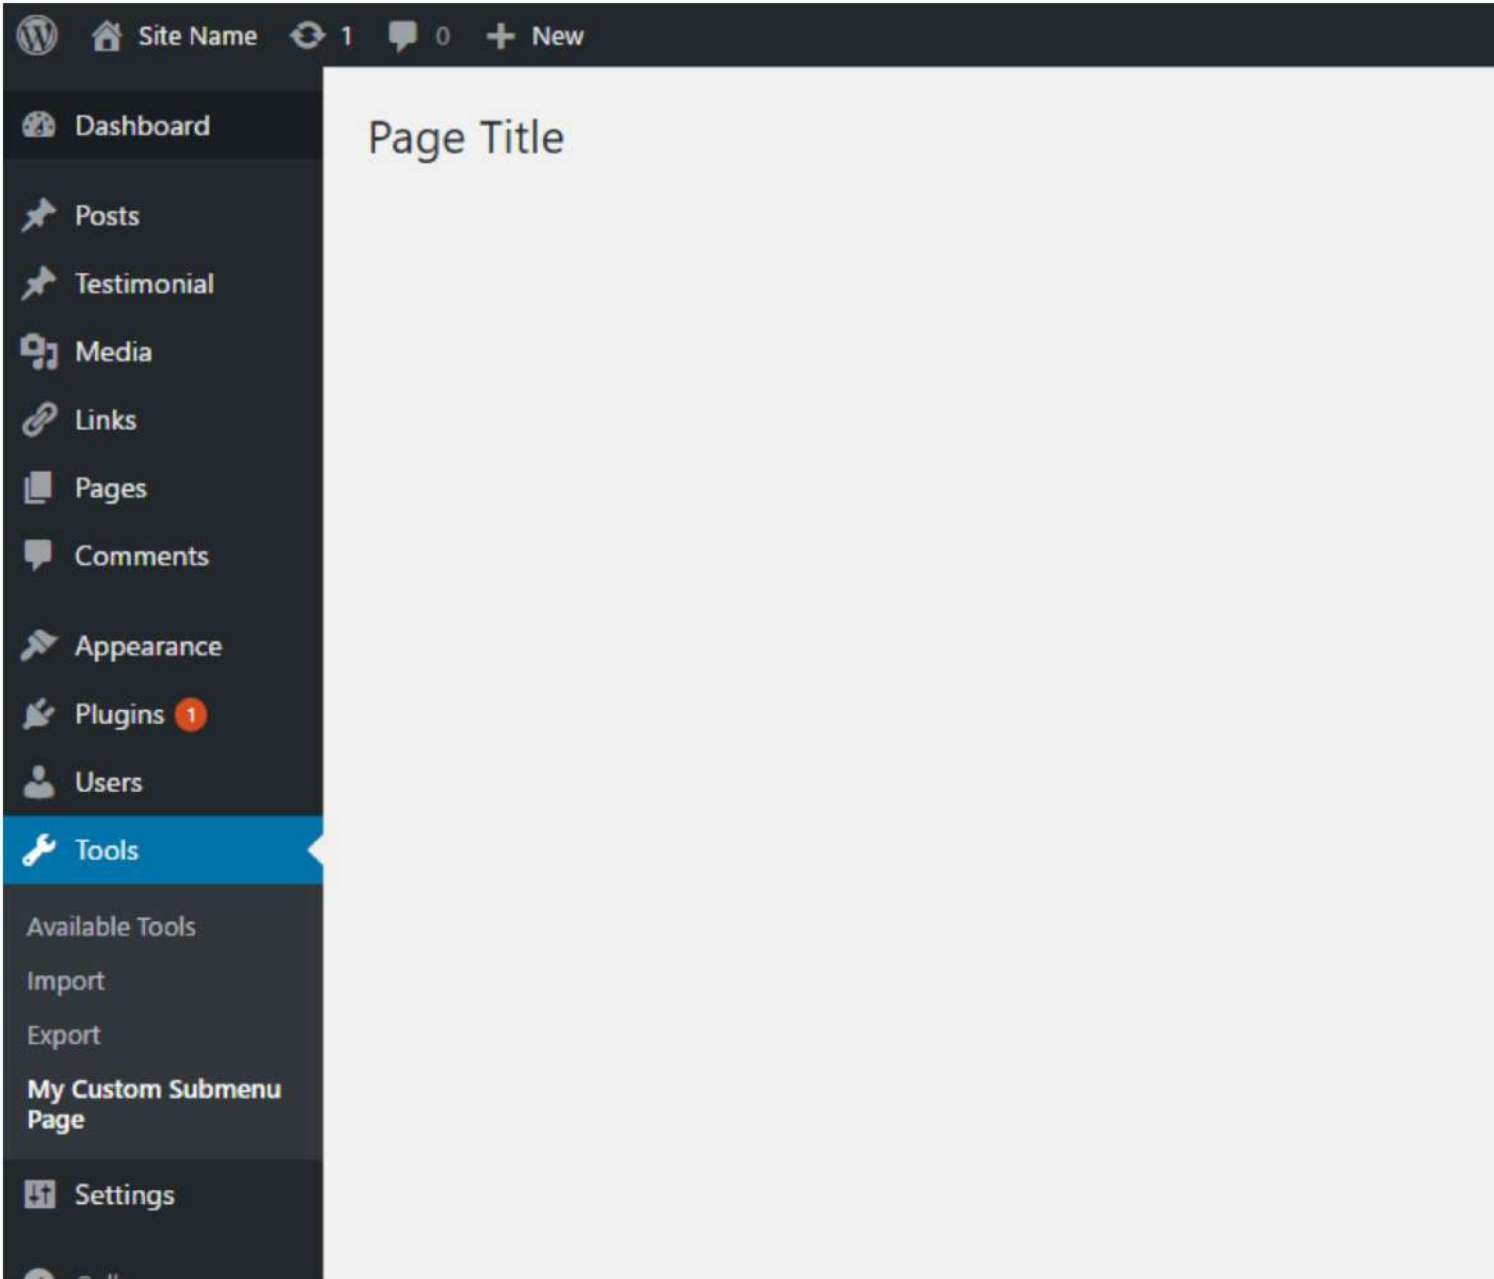 Site Name 1 0 New
Dashboard
Page Title
Posts
Testimonial
Media
Links
Pages
Comments
Appearance
Plugins 1
Users
Tools
Available Tools
Import
Export
My Custom Submenu
Page
Settings